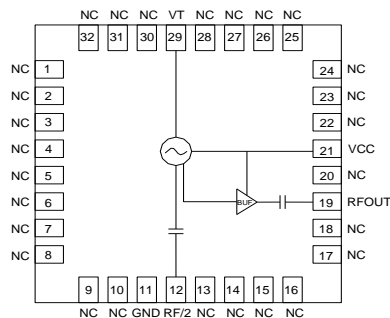 NC NC NC VT NC NC NC NC
32 31 30 29 28 27 26 25
NC 1 24 NC
NC 2 23 NC
NC 3 22 NC
NC 4 21 VCC
NC 5 20 NC
NC 6 BUF 19 RFOUT
NC 7 18 NC
NC 8 17 NC
9 10 11 12 13 14 15 16
NC NC GND RF/2 NC NC NC NC